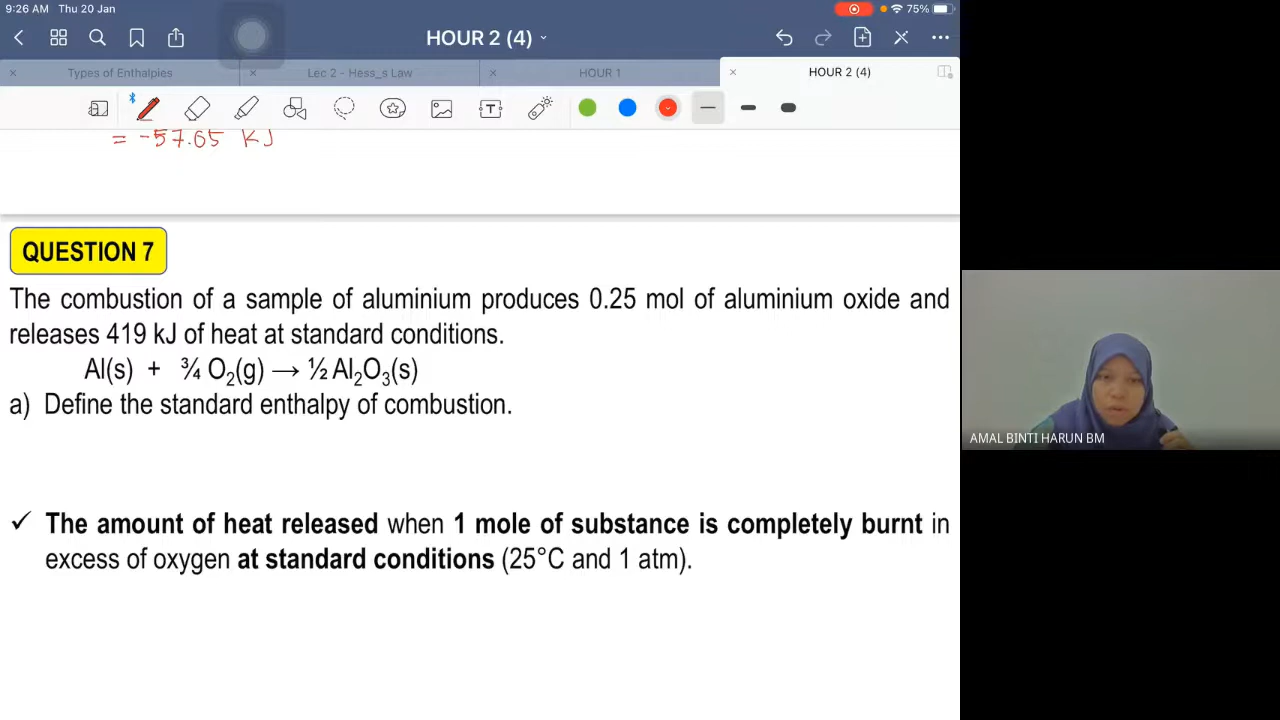 9:26 AM Thu 20 Jan
75%
HOUR 2 (4)
Types of Enthalpies
Lec 2 - Hess_s Law
HOUR 1
HOUR 2 (4)
= -57.65 KJ
QUESTION 7
The combustion of a sample of aluminium produces 0.25 mol of aluminium oxide and
releases 419 kJ of heat at standard conditions.
Al(s) + ¾ O₂(g) → ½ Al₂O₃(s)
a) Define the standard enthalpy of combustion.
✓ The amount of heat released when 1 mole of substance is completely burnt in
excess of oxygen at standard conditions (25°C and 1 atm).
AMAL BINTI HARUN BM